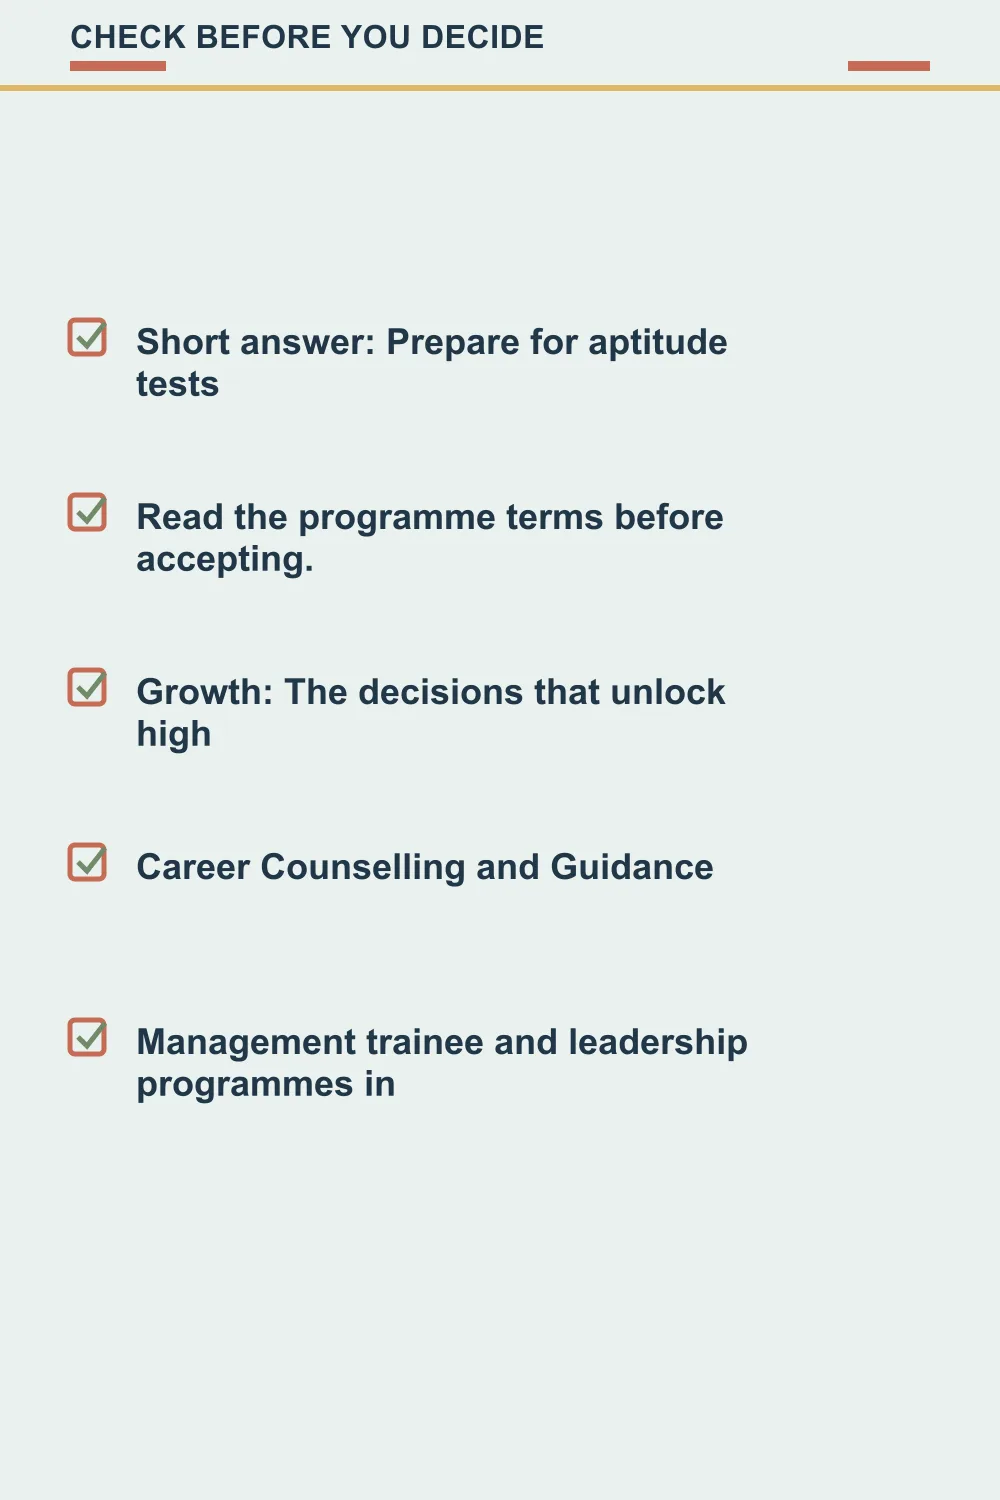 CHECK BEFORE YOU DECIDE
Short answer: Prepare for aptitude
tests
Read the programme terms before
accepting.
Growth: The decisions that unlock
high
Career Counselling and Guidance
Management trainee and leadership
programmes in